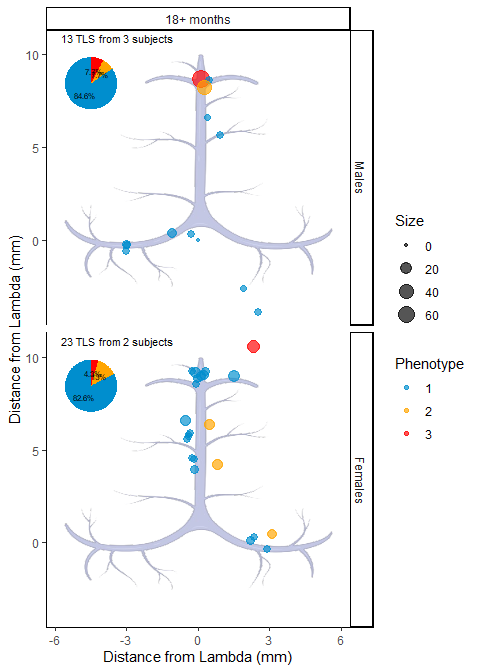 18+ months
13 TLS from 3 subjects
84.6%
10
5
0
Males
23 TLS from 2 subjects
82.6%
10
5
0
Females
-6
-3
0
3
6
Distance from Lambda (mm)
Distance from Lambda (mm)
Size
0
20
40
60
Phenotype
1
2
3